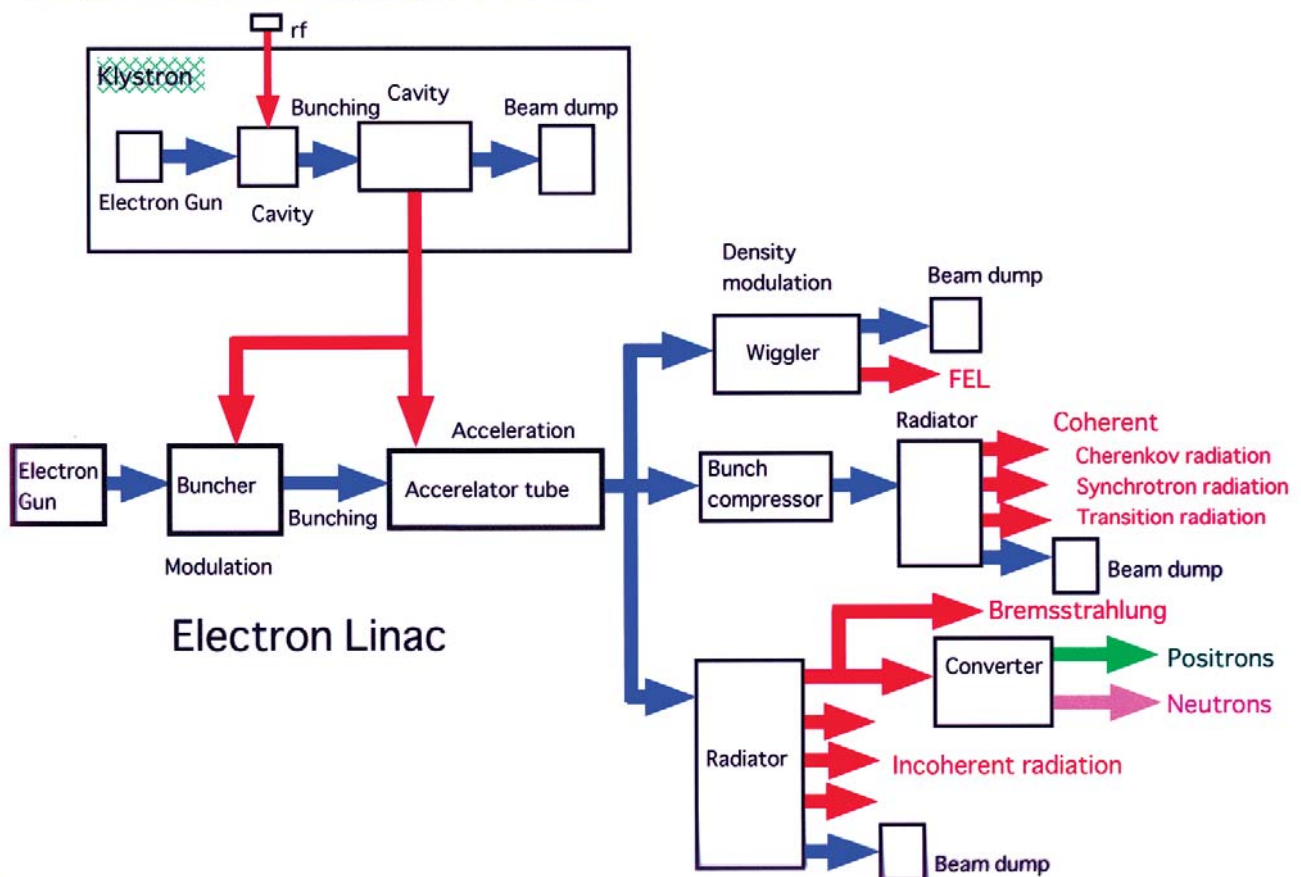 rf
Klystron
Bunching
Cavity
Beam dump
Electron Gun
Cavity
Density
modulation
Beam dump
Wiggler
FEL
Electron
Gun
Buncher
Bunching
Modulation
Acceleration
Accerelator tube
Bunch
compressor
Radiator
Coherent
Cherenkov radiation
Synchrotron radiation
Transition radiation
Beam dump
Electron Linac
Bremsstrahlung
Converter
Positrons
Neutrons
Radiator
Incoherent radiation
Beam dump